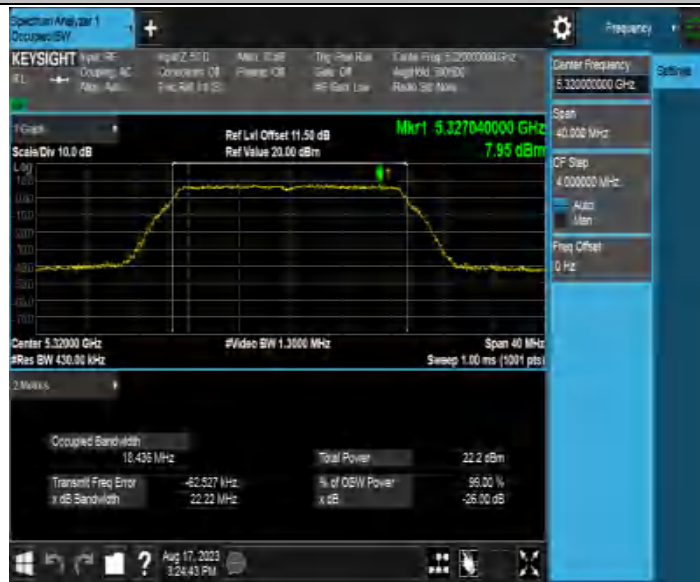 Spectrum Analyzer 1
Occupied BW
Frequency
KEYSIGHT Input: RF
Coupling: AC
Center Frequency
5.320000000 GHz
Settings
Span
40.000 MHz
CF Step
4.000000 MHz
Auto
Man
Freq Offset
0 Hz
1 Graph
Scale/Div 10.0 dB
Log
Ref Lvl Offset 11.50 dB
Ref Value 20.00 dBm
Mkr1 5.327040000 GHz
7.95 dBm
Center 5.32000 GHz
#Video BW 1.3000 MHz
Span 40 MHz
#Res BW 430.00 kHz
Sweep 1.00 ms (1001 pts)
2 Metrics
Occupied Bandwidth
18.436 MHz
Total Power 22.2 dBm
Transmit Freq Error -62.527 kHz
% of OBW Power 99.00 %
x dB Bandwidth 22.22 MHz
x dB -26.00 dB
Aug 17, 2023
3:24:43 PM